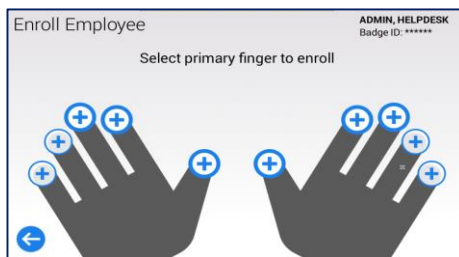 Enroll Employee
ADMIN, HELPDESK
Badge ID: ******
Select primary finger to enroll